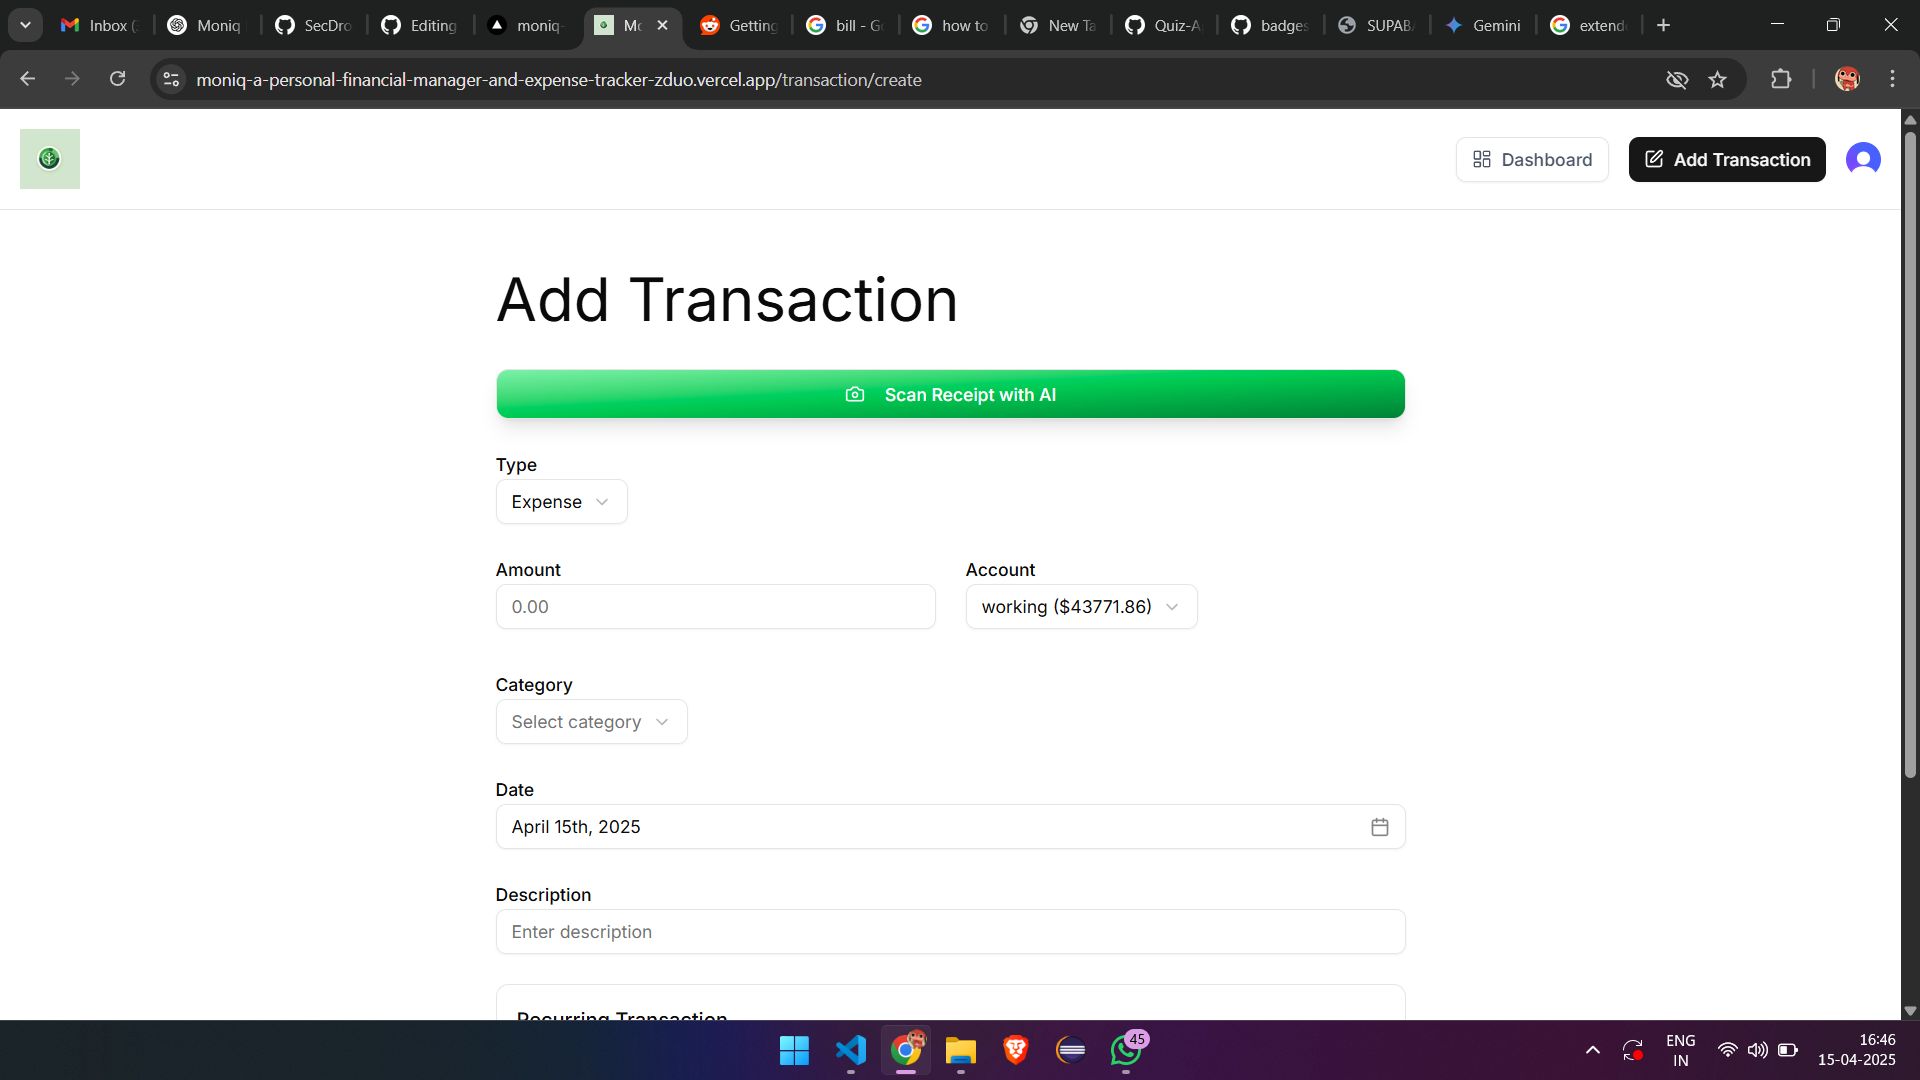 Inbox (
Moniq
SecDro
Editing
moniq-
Mo
Getting
bill - Go
how to
New Ta
Quiz-A
badges
SUPAB
Gemini
extend
moniq-a-personal-financial-manager-and-expense-tracker-zduo.vercel.app/transaction/create
Dashboard
Add Transaction
Add Transaction
Scan Receipt with AI
Type
Expense
Amount
Account
0.00
working ($43771.86)
Category
Select category
Date
April 15th, 2025
Description
Enter description
Recurring Transaction
45
ENG
IN
16:46
15-04-2025